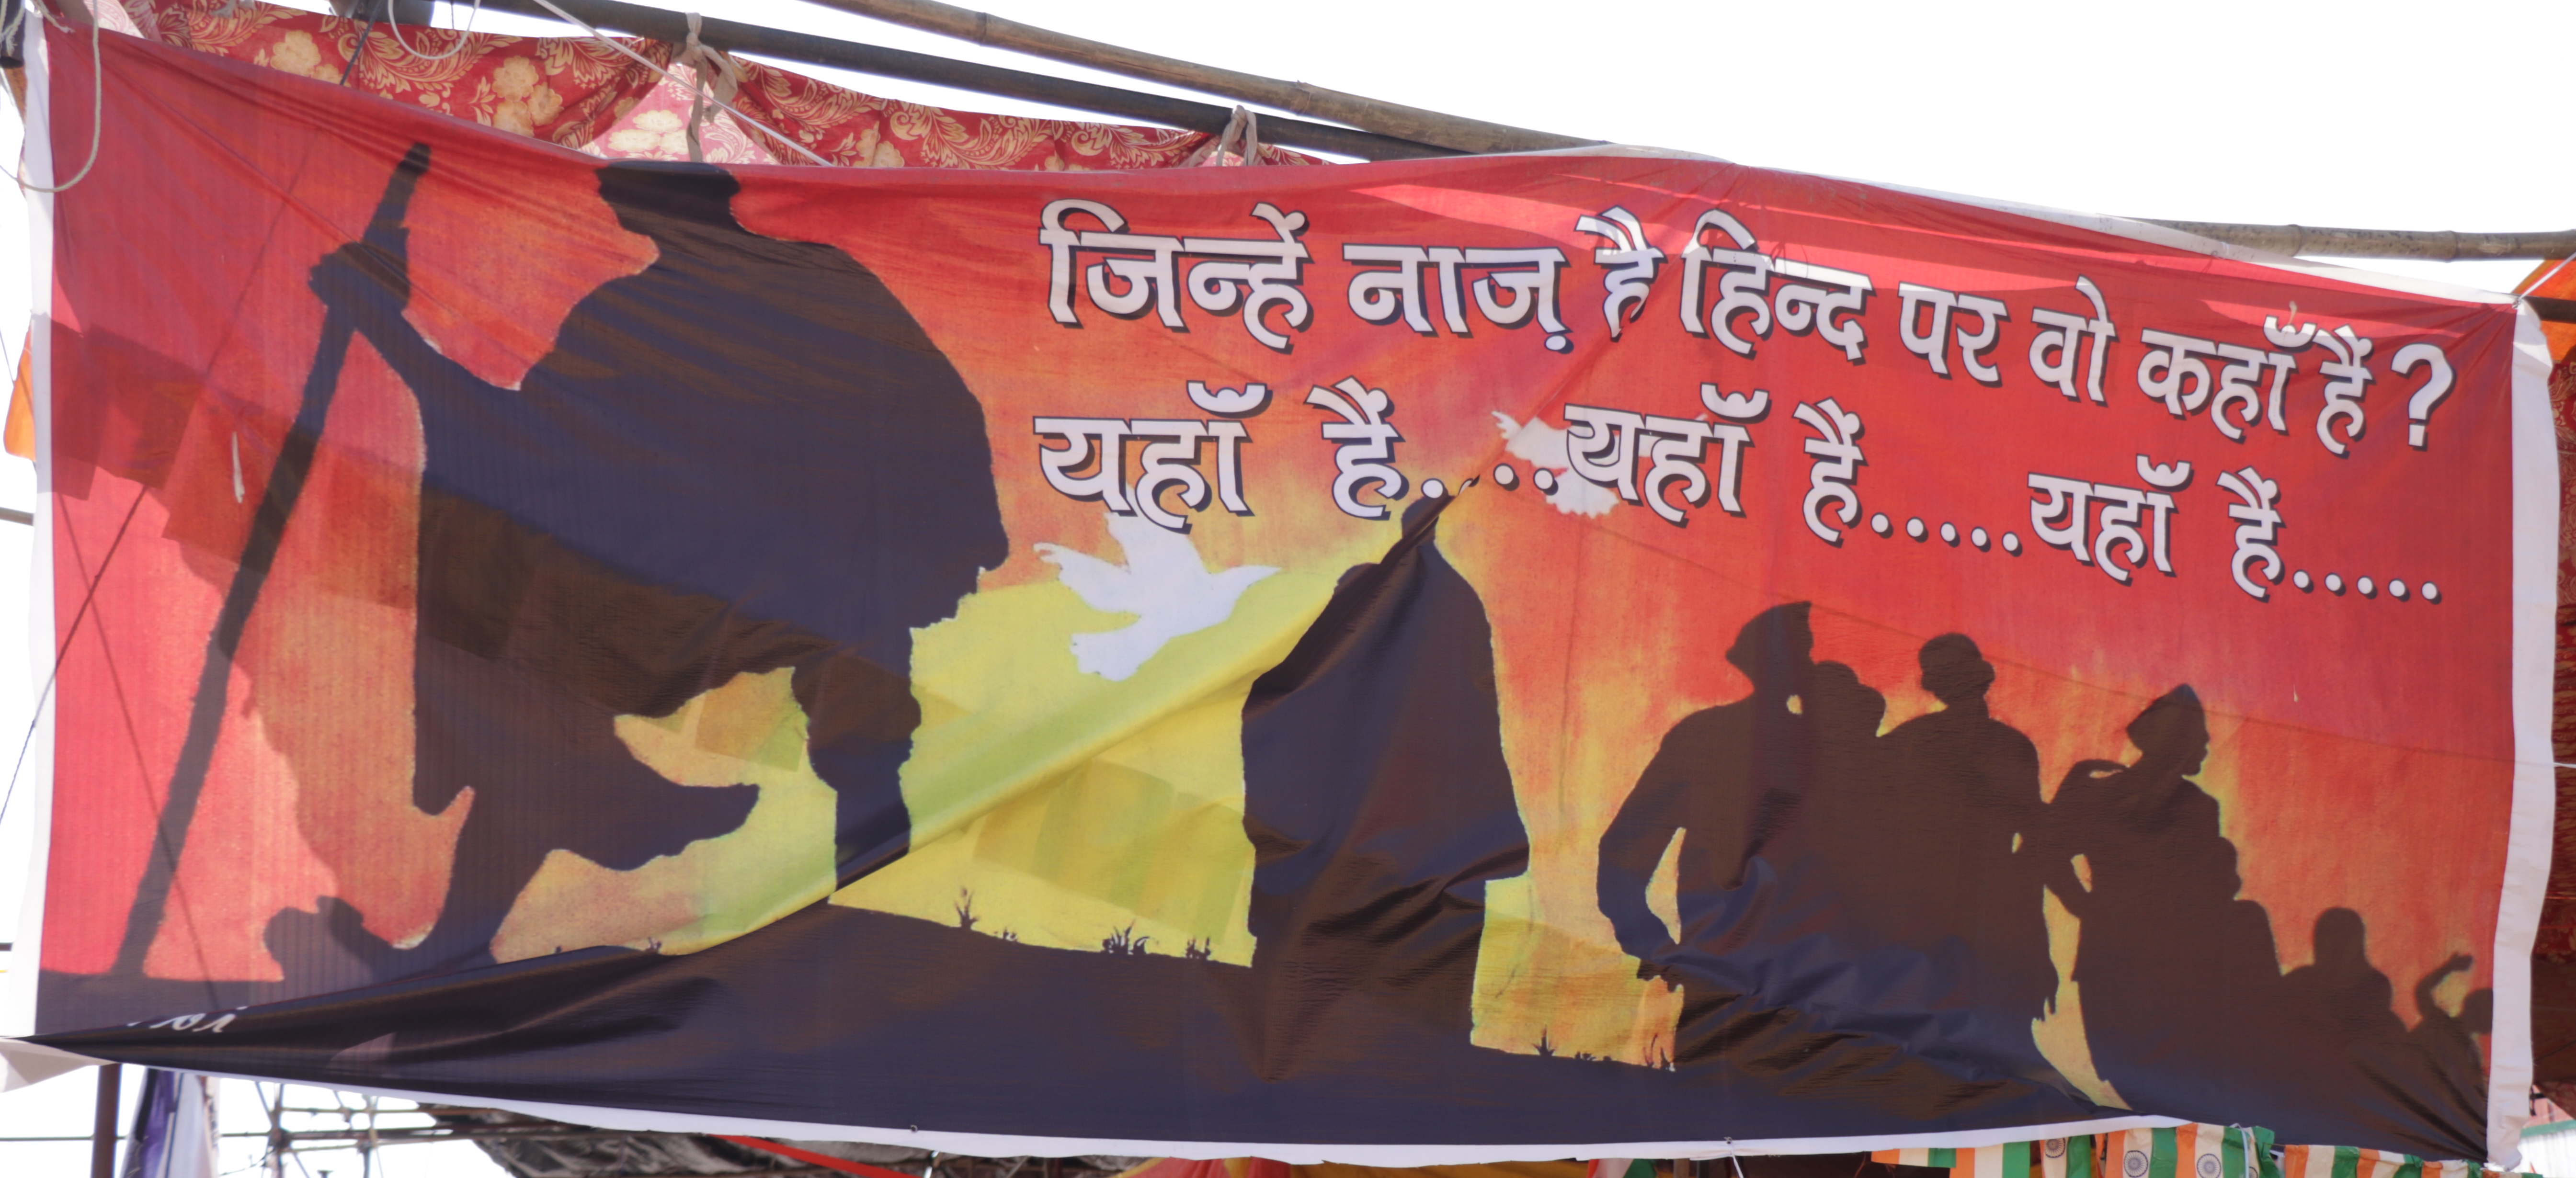 जिन्हें नाज़ है हिन्द पर वो कहाँ हैं ?
यहाँ हैं.....यहाँ हैं.....यहाँ हैं.....